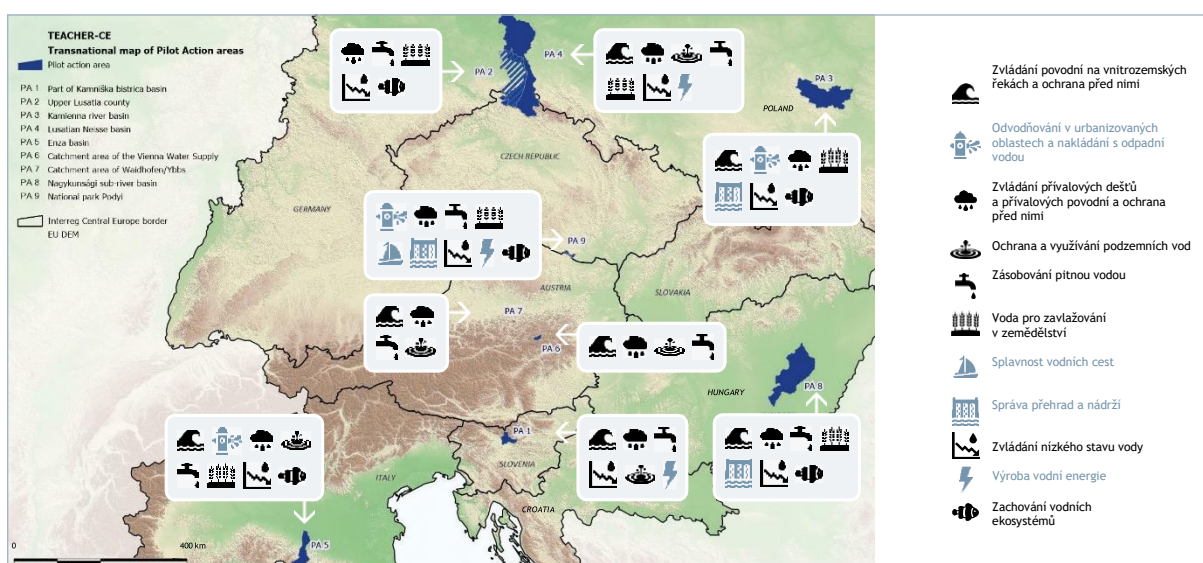 TEACHER-CE
Transnational map of Pilot Action areas
Pilot action area
PA 1 Part of Kamniška bistrica basin
PA 2 Upper Lusatia county
PA 3 Kamienna river basin
PA 4 Lusatian Neisse basin
PA 5 Enza basin
PA 6 Catchment area of the Vienna Water Supply
PA 7 Catchment area of Waidhofen/Ybbs
PA 8 Nagykunsági sub-river basin
PA 9 National park Podyi
Interreg Central Europe border
EU DEM
PA 2
PA 4
PA 3
POLAND
CZECH REPUBLIC
GERMANY
PA 9
AUSTRIA
SLOVAKIA
PA 7
PA 6
HUNGARY
PA 8
PA 1
SLOVENIA
ITALY
CROATIA
PA 5
0
400 km
Zvládání povodní na vnitrozemských
řekách a ochrana před nimi
Odvodňování v urbanizovaných
oblastech a nakládání s odpadní
vodou
Zvládání přívalových dešťů
a přívalových povodní a ochrana
před nimi
Ochrana a využívání podzemních vod
Zásobování pitnou vodou
Voda pro zavlažování
v zemědělství
Splavnost vodních cest
Správa přehrad a nádrží
Zvládání nízkého stavu vody
Výroba vodní energie
Zachování vodních
ekosystémů